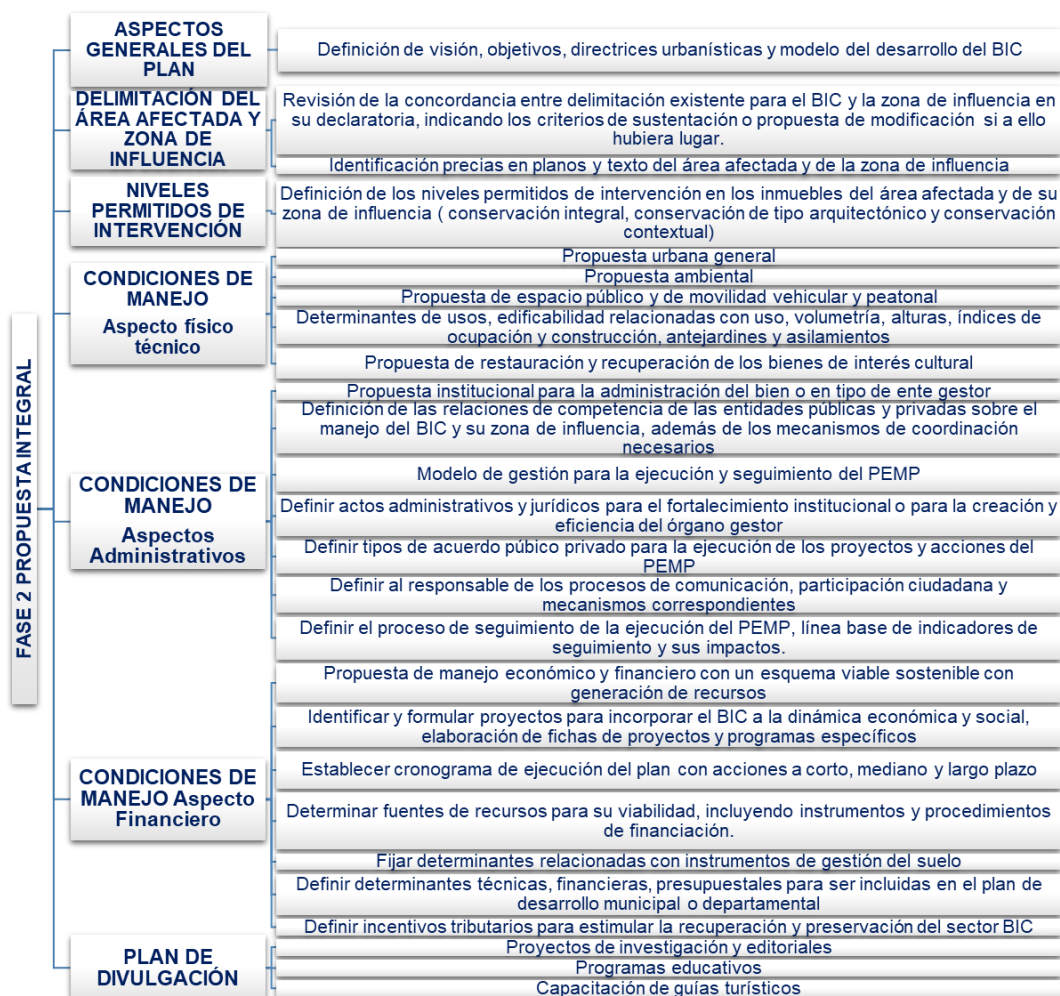 FASE 2 PROPUESTA INTEGRAL
ASPECTOS
GENERALES DEL
PLAN
Definición de visión, objetivos, directrices urbanísticas y modelo del desarrollo del BIC
DELIMITACIÓN DEL
ÁREA AFECTADA Y
ZONA DE
INFLUENCIA
Revisión de la concordancia entre delimitación existente para el BIC y la zona de influencia en
su declaratoria, indicando los criterios de sustentación o propuesta de modificación si a ello
hubiera lugar.
Identificación precias en planos y texto del área afectada y de la zona de influencia
NIVELES
PERMITIDOS DE
INTERVENCIÓN
Definición de los niveles permitidos de intervención en los inmuebles del área afectada y de su
zona de influencia ( conservación integral, conservación de tipo arquitectónico y conservación
contextual)
CONDICIONES DE
MANEJO
Aspecto físico
técnico
Propuesta urbana general
Propuesta ambiental
Propuesta de espacio público y de movilidad vehicular y peatonal
Determinantes de usos, edificabilidad relacionadas con uso, volumetría, alturas, índices de
ocupación y construcción, antejardines y asilamientos
Propuesta de restauración y recuperación de los bienes de interés cultural
CONDICIONES DE
MANEJO
Aspectos
Administrativos
Propuesta institucional para la administración del bien o en tipo de ente gestor
Definición de las relaciones de competencia de las entidades públicas y privadas sobre el
manejo del BIC y su zona de influencia, además de los mecanismos de coordinación
necesarios
Modelo de gestión para la ejecución y seguimiento del PEMP
Definir actos administrativos y jurídicos para el fortalecimiento institucional o para la creación y
eficiencia del órgano gestor
Definir tipos de acuerdo púbico privado para la ejecución de los proyectos y acciones del
PEMP
Definir al responsable de los procesos de comunicación, participación ciudadana y
mecanismos correspondientes
Definir el proceso de seguimiento de la ejecución del PEMP, línea base de indicadores de
seguimiento y sus impactos.
CONDICIONES DE
MANEJO Aspecto
Financiero
Propuesta de manejo económico y financiero con un esquema viable sostenible con
generación de recursos
Identificar y formular proyectos para incorporar el BIC a la dinámica económica y social,
elaboración de fichas de proyectos y programas específicos
Establecer cronograma de ejecución del plan con acciones a corto, mediano y largo plazo
Determinar fuentes de recursos para su viabilidad, incluyendo instrumentos y procedimientos
de financiación.
Fijar determinantes relacionadas con instrumentos de gestión del suelo
Definir determinantes técnicas, financieras, presupuestales para ser incluidas en el plan de
desarrollo municipal o departamental
Definir incentivos tributarios para estimular la recuperación y preservación del sector BIC
PLAN DE
DIVULGACIÓN
Proyectos de investigación y editoriales
Programas educativos
Capacitación de guías turísticos